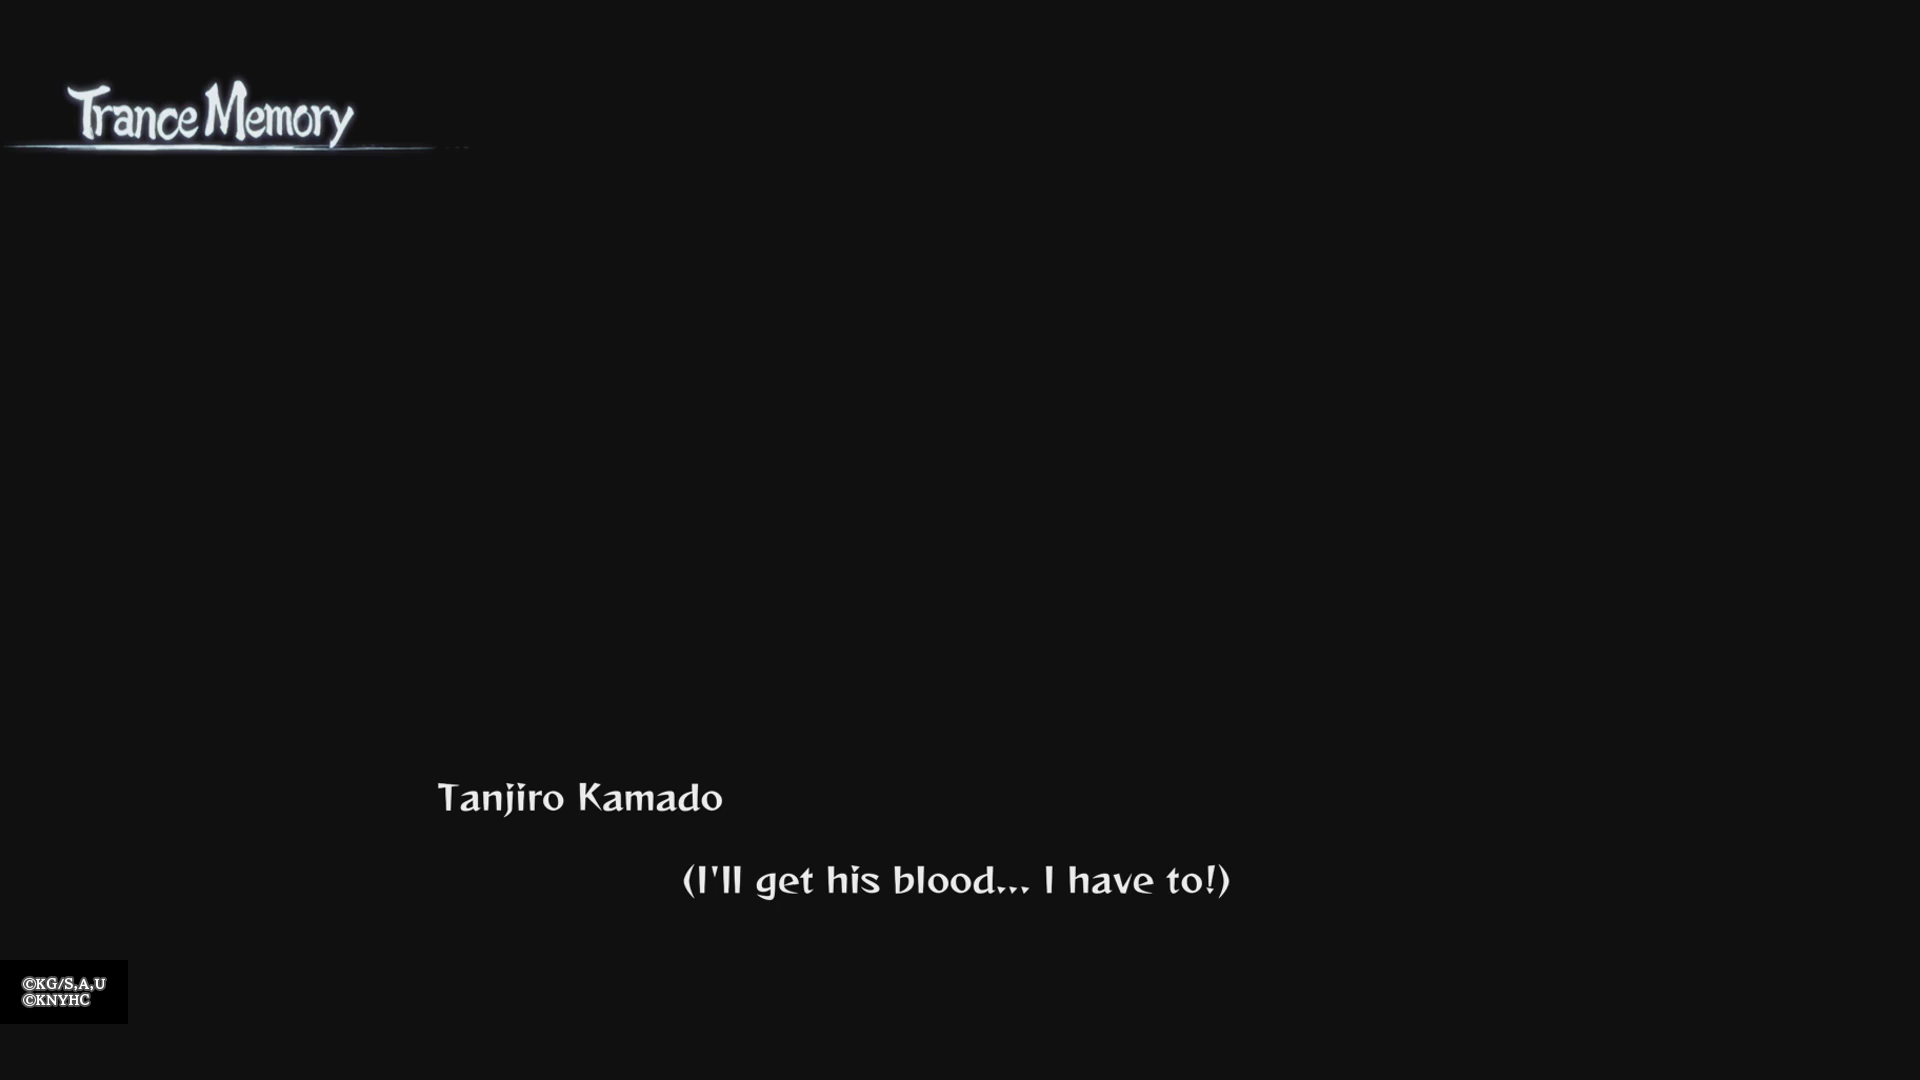 Trance Memory
Tanjiro Kamado
(I'll get his blood... I have to!)
©KG/S,A,U
©KNYHC